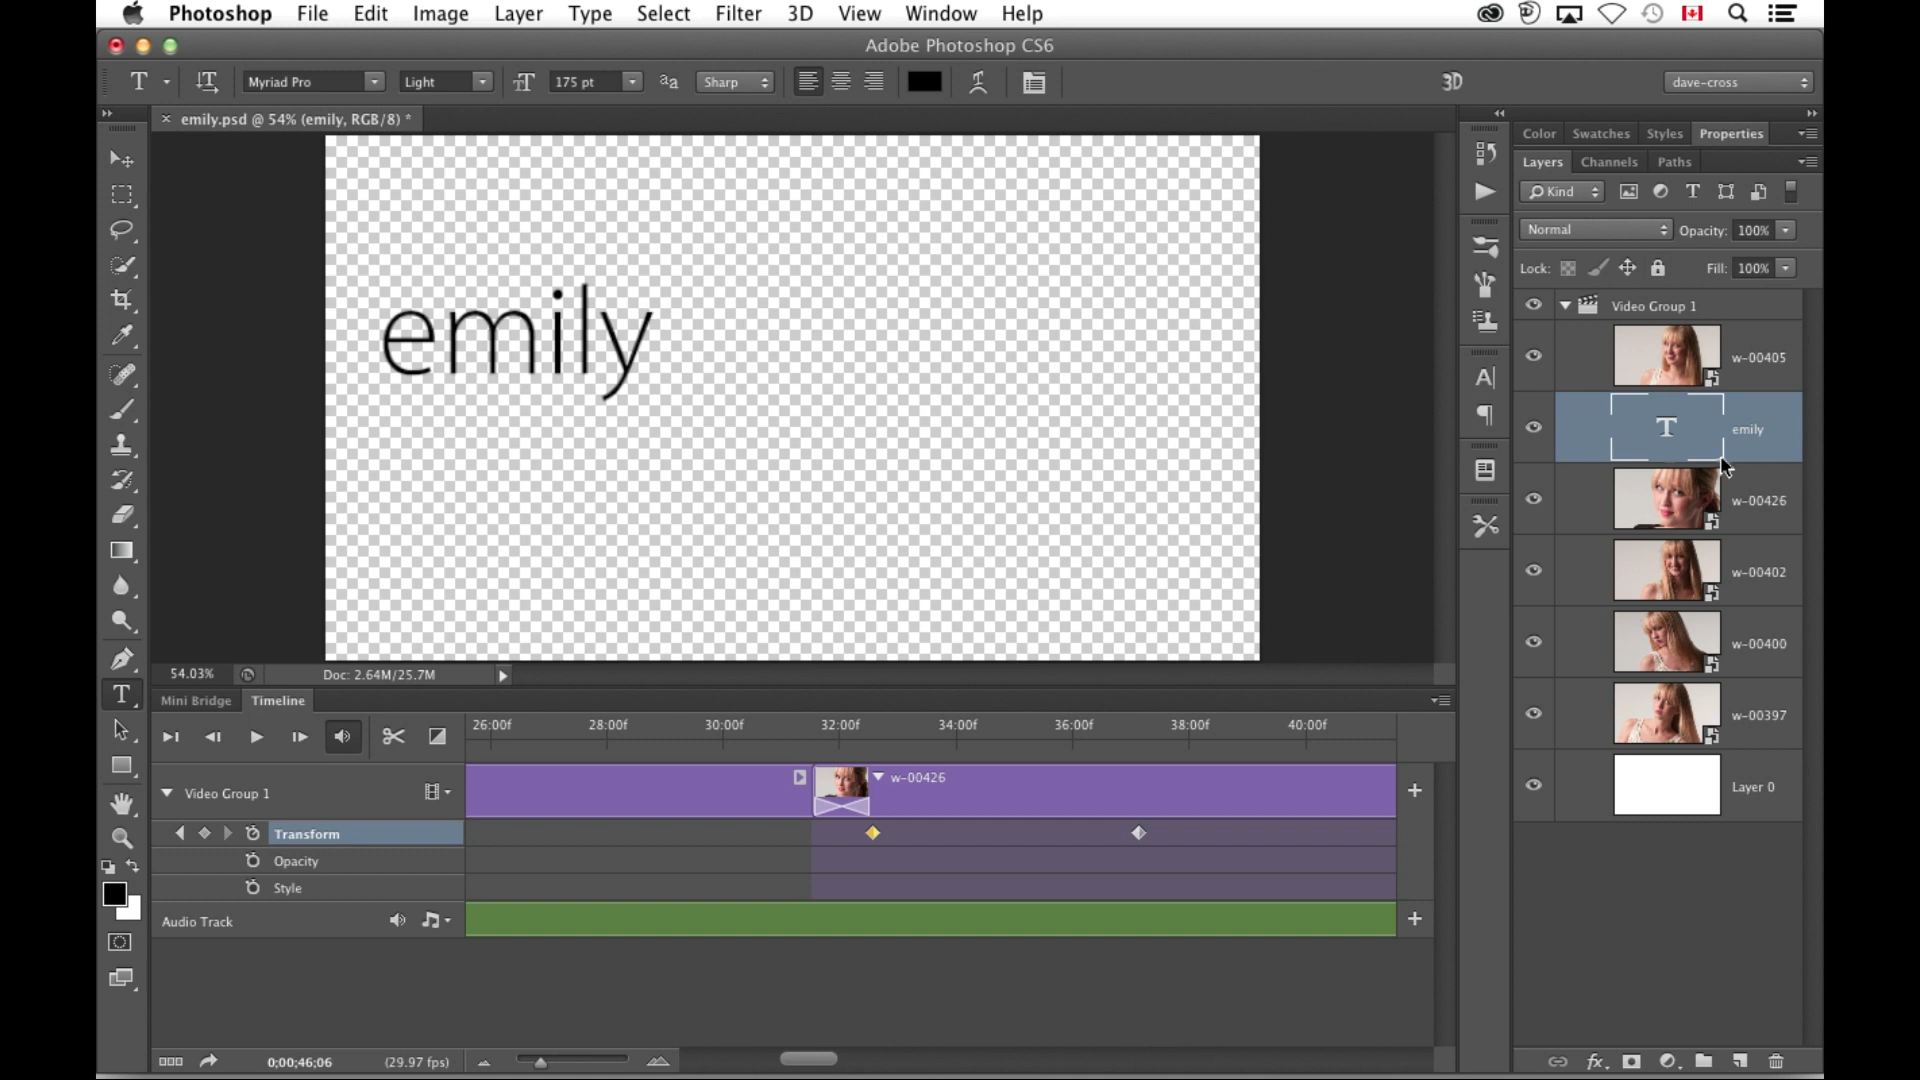 Photoshop File Edit Image Layer Type Select Filter 3D View Window Help
Adobe Photoshop CS6
T Myriad Pro Light 175 pt aa Sharp 3D dave-cross
emily.psd @ 54% (emily, RGB/8) *
Color Swatches Styles Properties
Layers Channels Paths
Kind
Normal Opacity: 100%
Lock: Fill: 100%
Video Group 1
w-00405
emily
T emily
w-00426
w-00402
w-00400
w-00397
Layer 0
54.03% Doc: 2.64M/25.7M
Mini Bridge Timeline
26:00f 28:00f 30:00f 32:00f 34:00f 36:00f 38:00f 40:00f
Video Group 1 w-00426
Transform
Opacity
Style
Audio Track
0;00;46;06 (29.97 fps)
fx